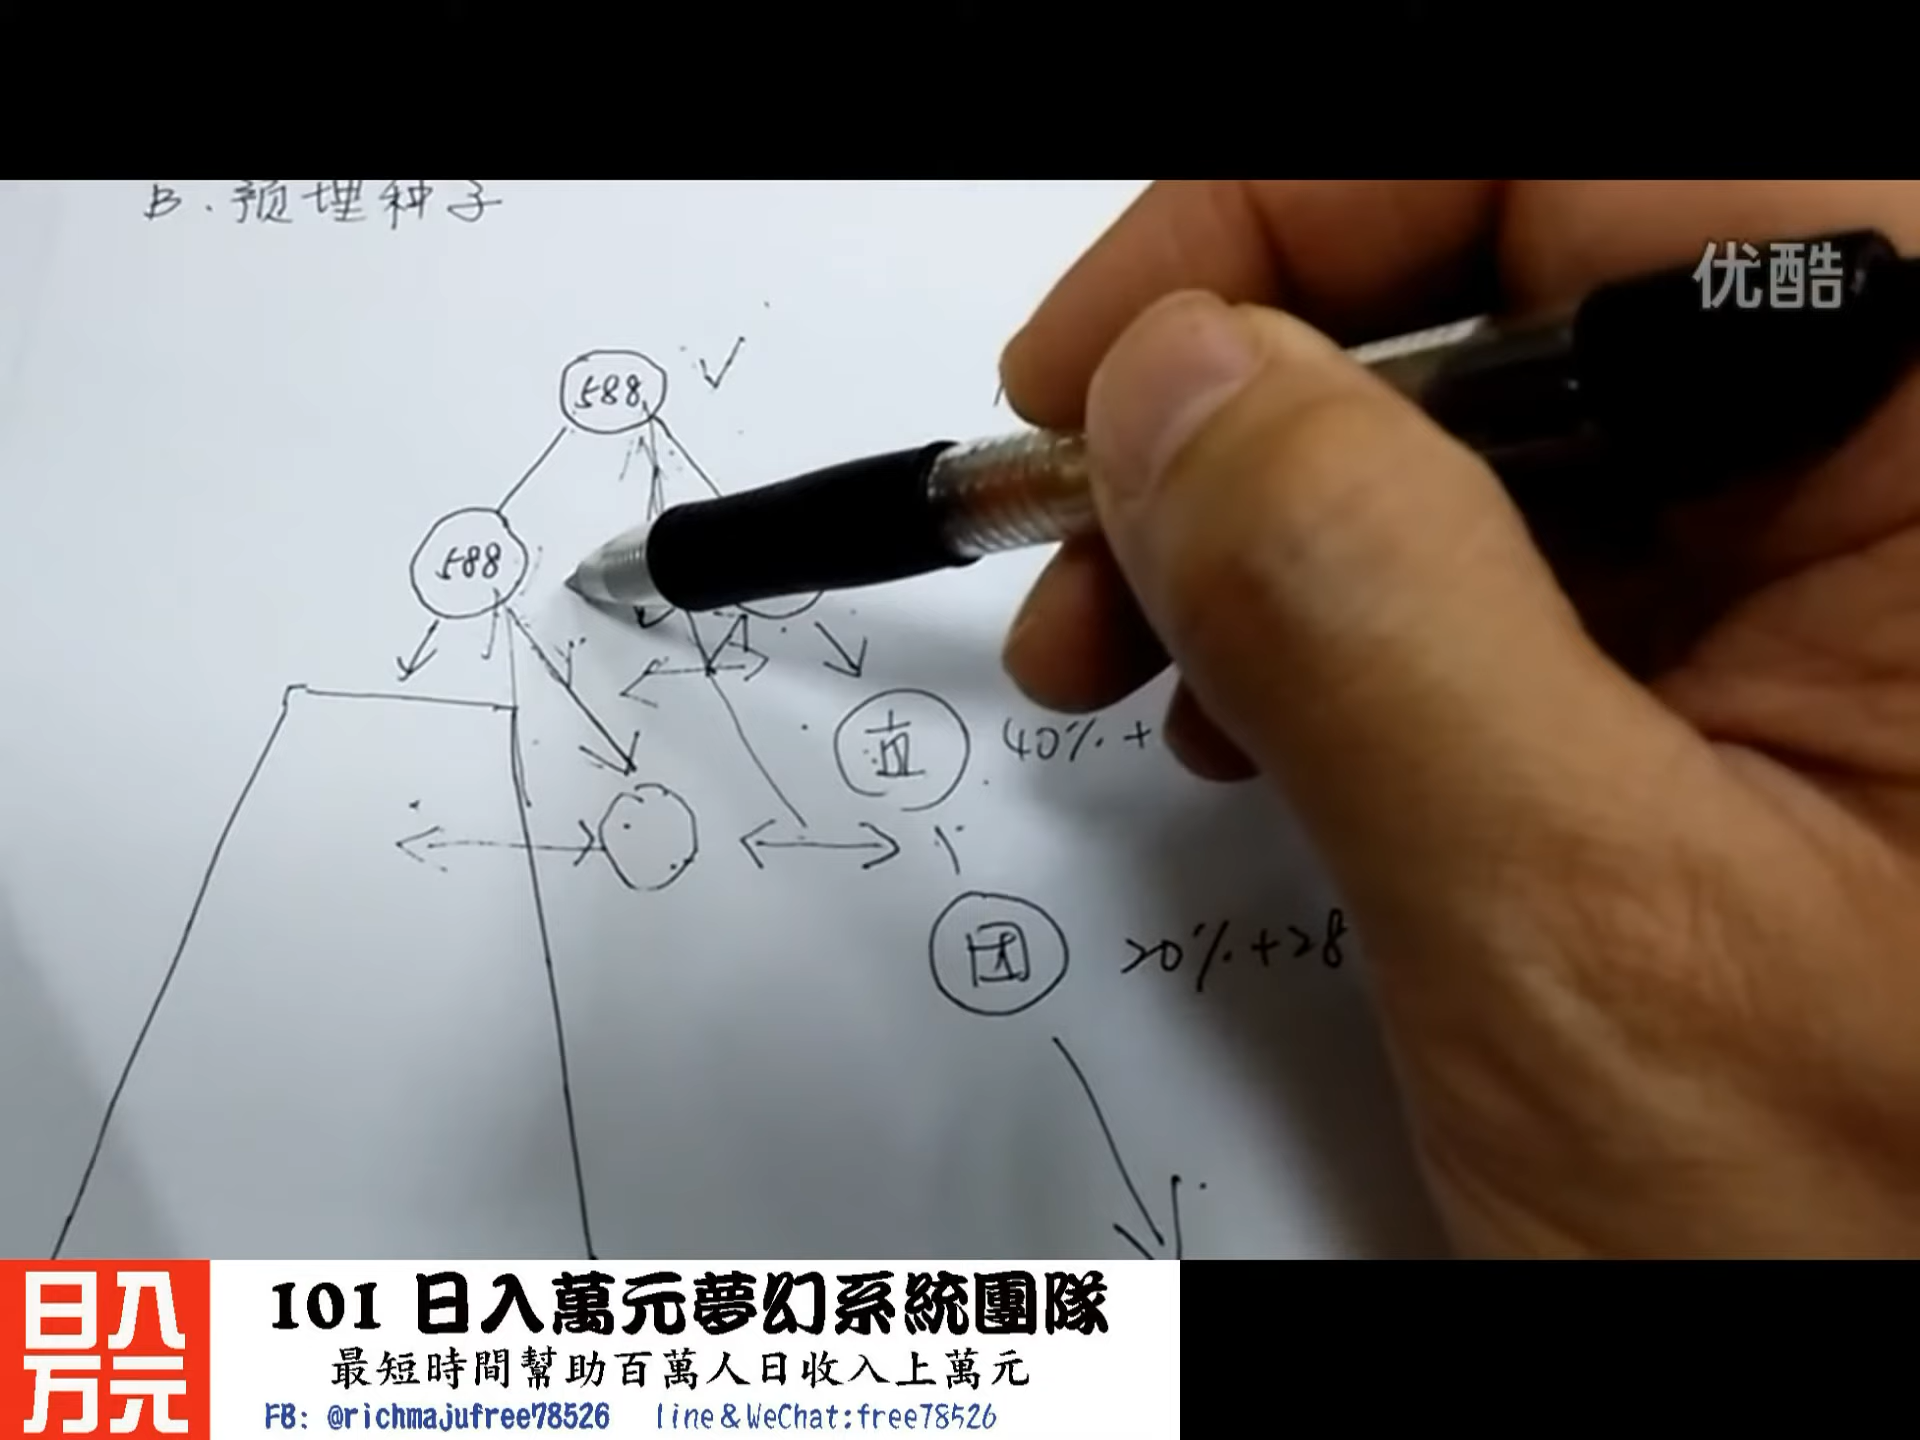 B.预埋种子
优酷
588
588
直
40%+
团
20%+28
日入
万元
101 日入萬元夢幻系統團隊
最短時間幫助百萬人日收入上萬元
FB: @richmajufree78526 line&WeChat:free78526